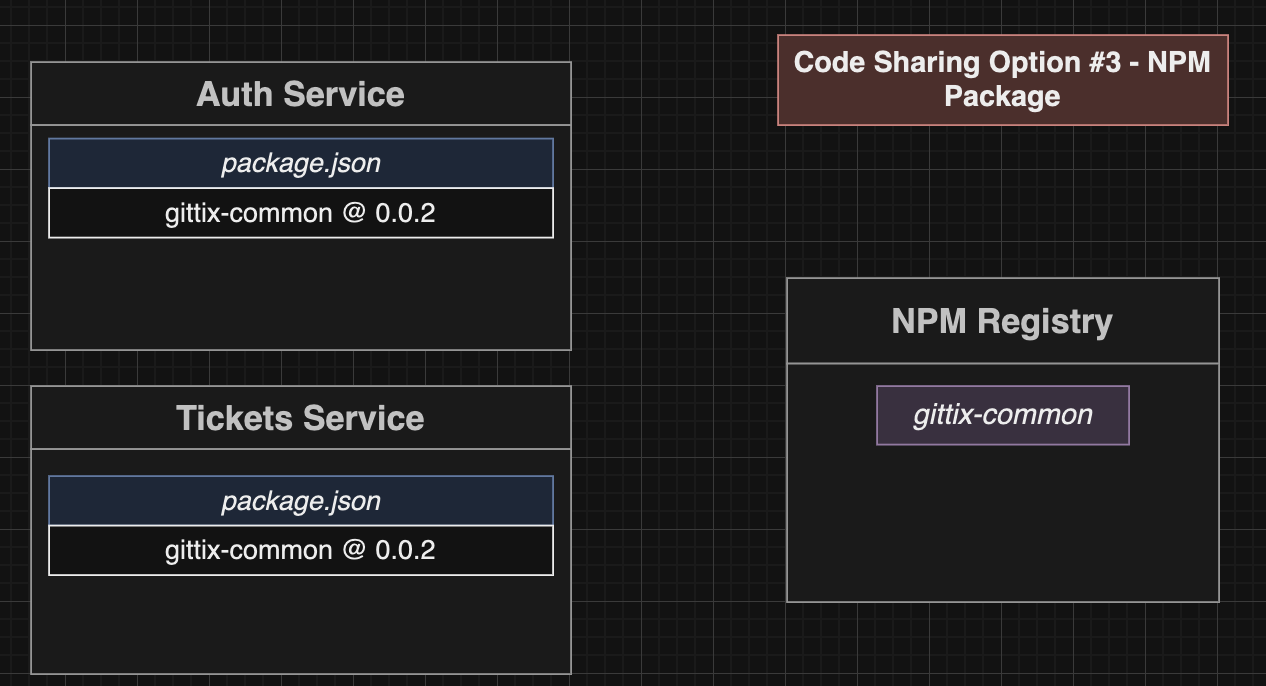 Code Sharing Option #3 - NPM
Package
Auth Service
package.json
gittix-common @ 0.0.2
NPM Registry
gittix-common
Tickets Service
package.json
gittix-common @ 0.0.2